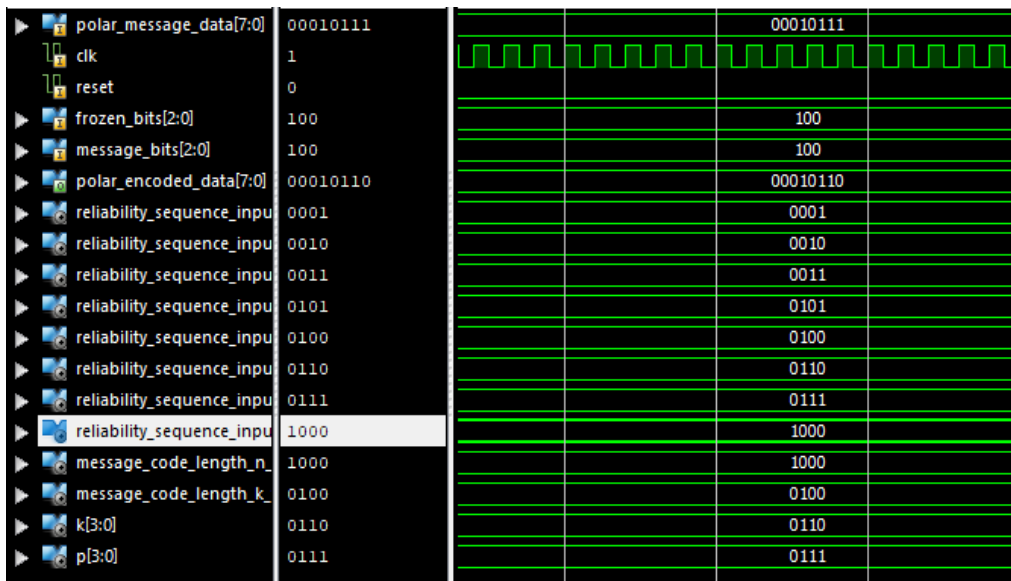 polar_message_data[7:0] 00010111 00010111
clk 1
reset 0
frozen_bits[2:0] 100 100
message_bits[2:0] 100 100
polar_encoded_data[7:0] 00010110 00010110
reliability_sequence_inpu 0001 0001
reliability_sequence_inpu 0010 0010
reliability_sequence_inpu 0011 0011
reliability_sequence_inpu 0101 0101
reliability_sequence_inpu 0100 0100
reliability_sequence_inpu 0110 0110
reliability_sequence_inpu 0111 0111
reliability_sequence_inpu 1000 1000
message_code_length_n_ 1000 1000
message_code_length_k_ 0100 0100
k[3:0] 0110 0110
p[3:0] 0111 0111